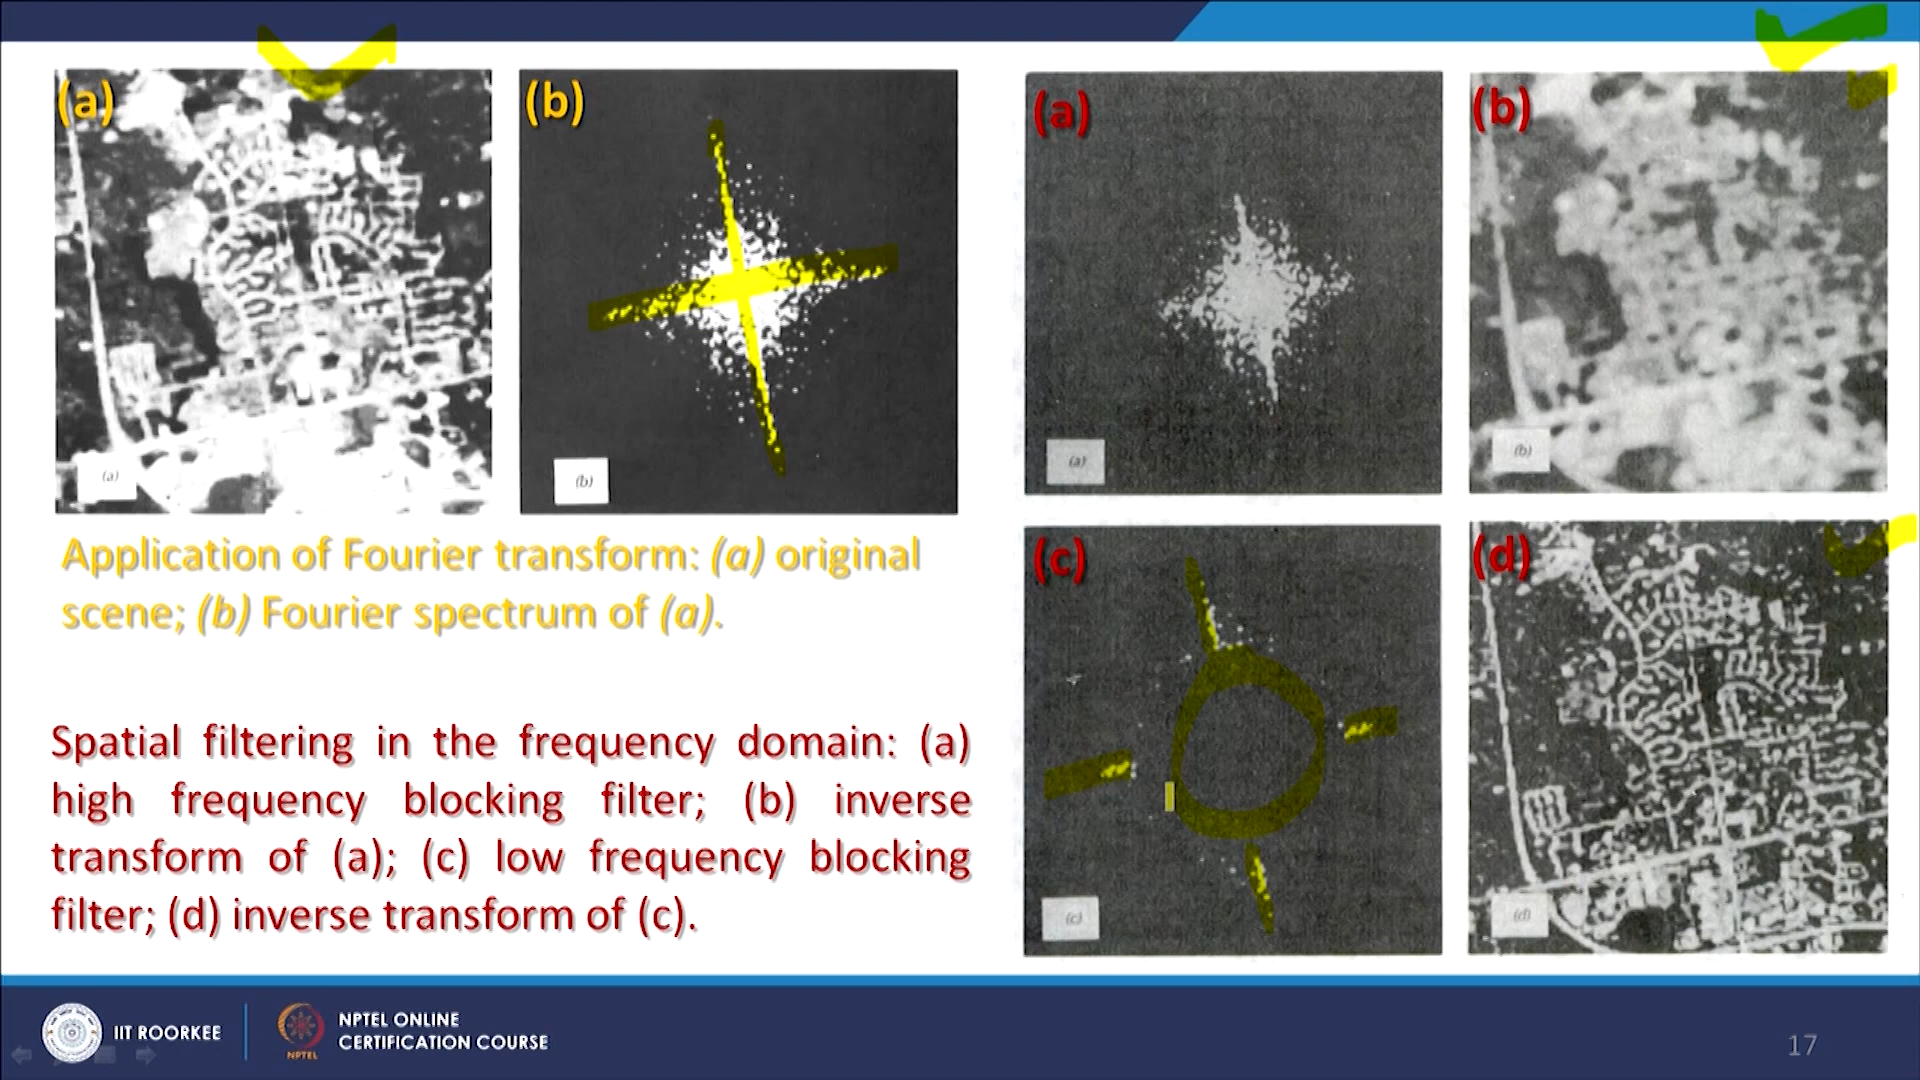 (a)
(b)
(a)
(b)
(a)
(b)
(a)
(b)
Application of Fourier transform: (a) original
scene; (b) Fourier spectrum of (a).
(c)
(d)
(c)
(d)
Spatial filtering in the frequency domain: (a)
high frequency blocking filter; (b) inverse
transform of (a); (c) low frequency blocking
filter; (d) inverse transform of (c).
IIT ROORKEE
NPTEL
NPTEL ONLINE
CERTIFICATION COURSE
17